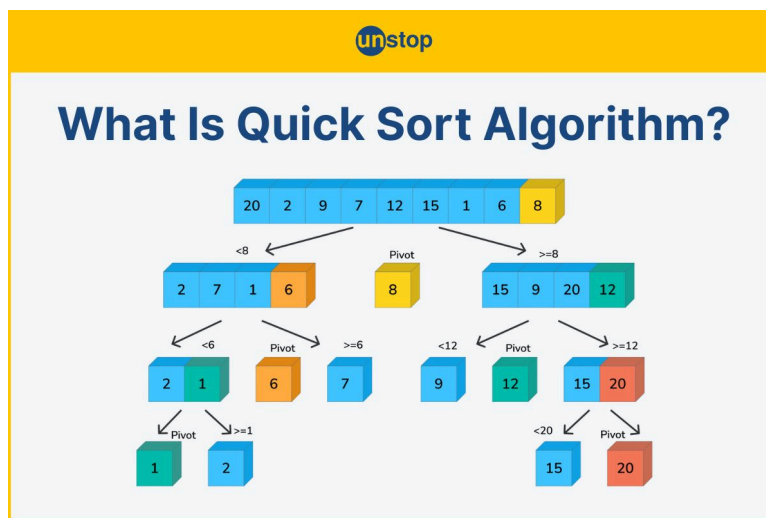 unstop
What Is Quick Sort Algorithm?
20 2 9 7 12 15 1 6 8
<8 Pivot >=8
2 7 1 6 8 15 9 20 12
<6 Pivot >=6 <12 Pivot >=12
2 1 6 7 9 12 15 20
Pivot >=1 <20 Pivot
1 2 15 20